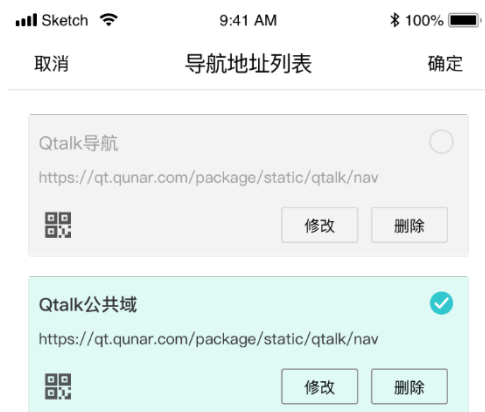 Sketch 9:41 AM 100%
取消 导航地址列表 确定
Qtalk导航
https://qt.qunar.com/package/static/qtalk/nav
修改 删除
Qtalk公共域
https://qt.qunar.com/package/static/qtalk/nav
修改 删除